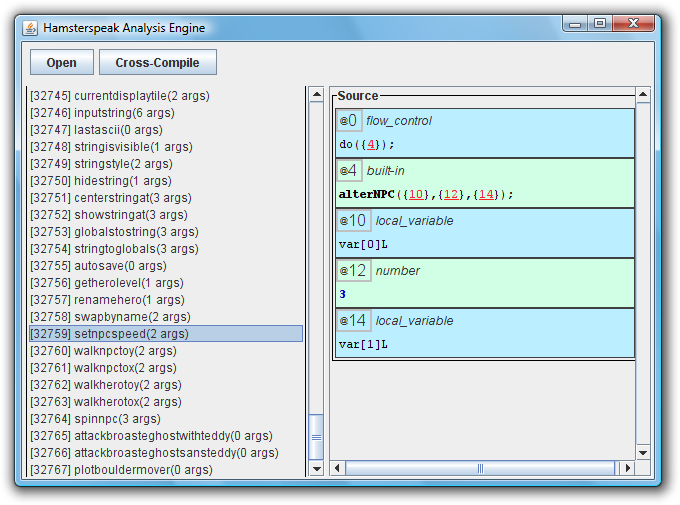 Hamsterspeak Analysis Engine
Open Cross-Compile
[32745] currentdisplaytile(2 args)
[32746] inputstring(6 args)
[32747] lastascii(0 args)
[32748] stringisvisible(1 args)
[32749] stringstyle(2 args)
[32750] hidestring(1 args)
[32751] centerstringat(3 args)
[32752] showstringat(3 args)
[32753] globalstostring(3 args)
[32754] stringtoglobals(3 args)
[32755] autosave(0 args)
[32756] getherolevel(1 args)
[32757] renamehero(1 args)
[32758] swapbyname(2 args)
[32759] setnpcspeed(2 args)
[32760] walknpctoy(2 args)
[32761] walknpctox(2 args)
[32762] walkherotoy(2 args)
[32763] walkherotox(2 args)
[32764] spinnpc(3 args)
[32765] attackbroasteghostwithteddy(0 args)
[32766] attackbroasteghostsansteddy(0 args)
[32767] plotbouldermover(0 args)
Source
@0 flow_control
do({4});
@4 built-in
alterNPC({10},{12},{14});
@10 local_variable
var[0]L
@12 number
3
@14 local_variable
var[1]L